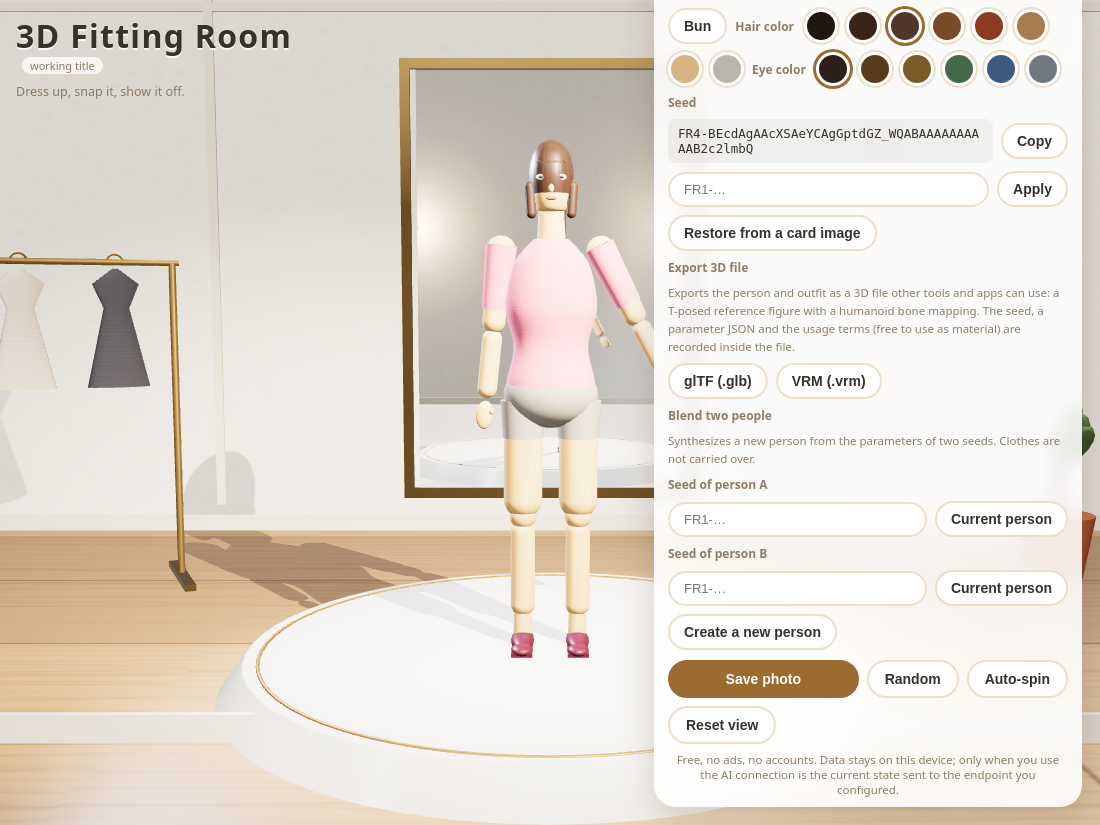 3D Fitting Room
working title
Dress up, snap it, show it off.
Bun
Hair color
Eye color
Seed
FR4-BEcdAgAAcXSAeYCAgGptdGZ_WQABAAAAAAAA
AAB2c2lmbQ
Copy
FR1-…
Apply
Restore from a card image
Export 3D file
Exports the person and outfit as a 3D file other tools and apps can use: a
T-posed reference figure with a humanoid bone mapping. The seed, a
parameter JSON and the usage terms (free to use as material) are
recorded inside the file.
glTF (.glb)
VRM (.vrm)
Blend two people
Synthesizes a new person from the parameters of two seeds. Clothes are
not carried over.
Seed of person A
FR1-…
Current person
Seed of person B
FR1-…
Current person
Create a new person
Save photo
Random
Auto-spin
Reset view
Free, no ads, no accounts. Data stays on this device; only when you use
the AI connection is the current state sent to the endpoint you
configured.